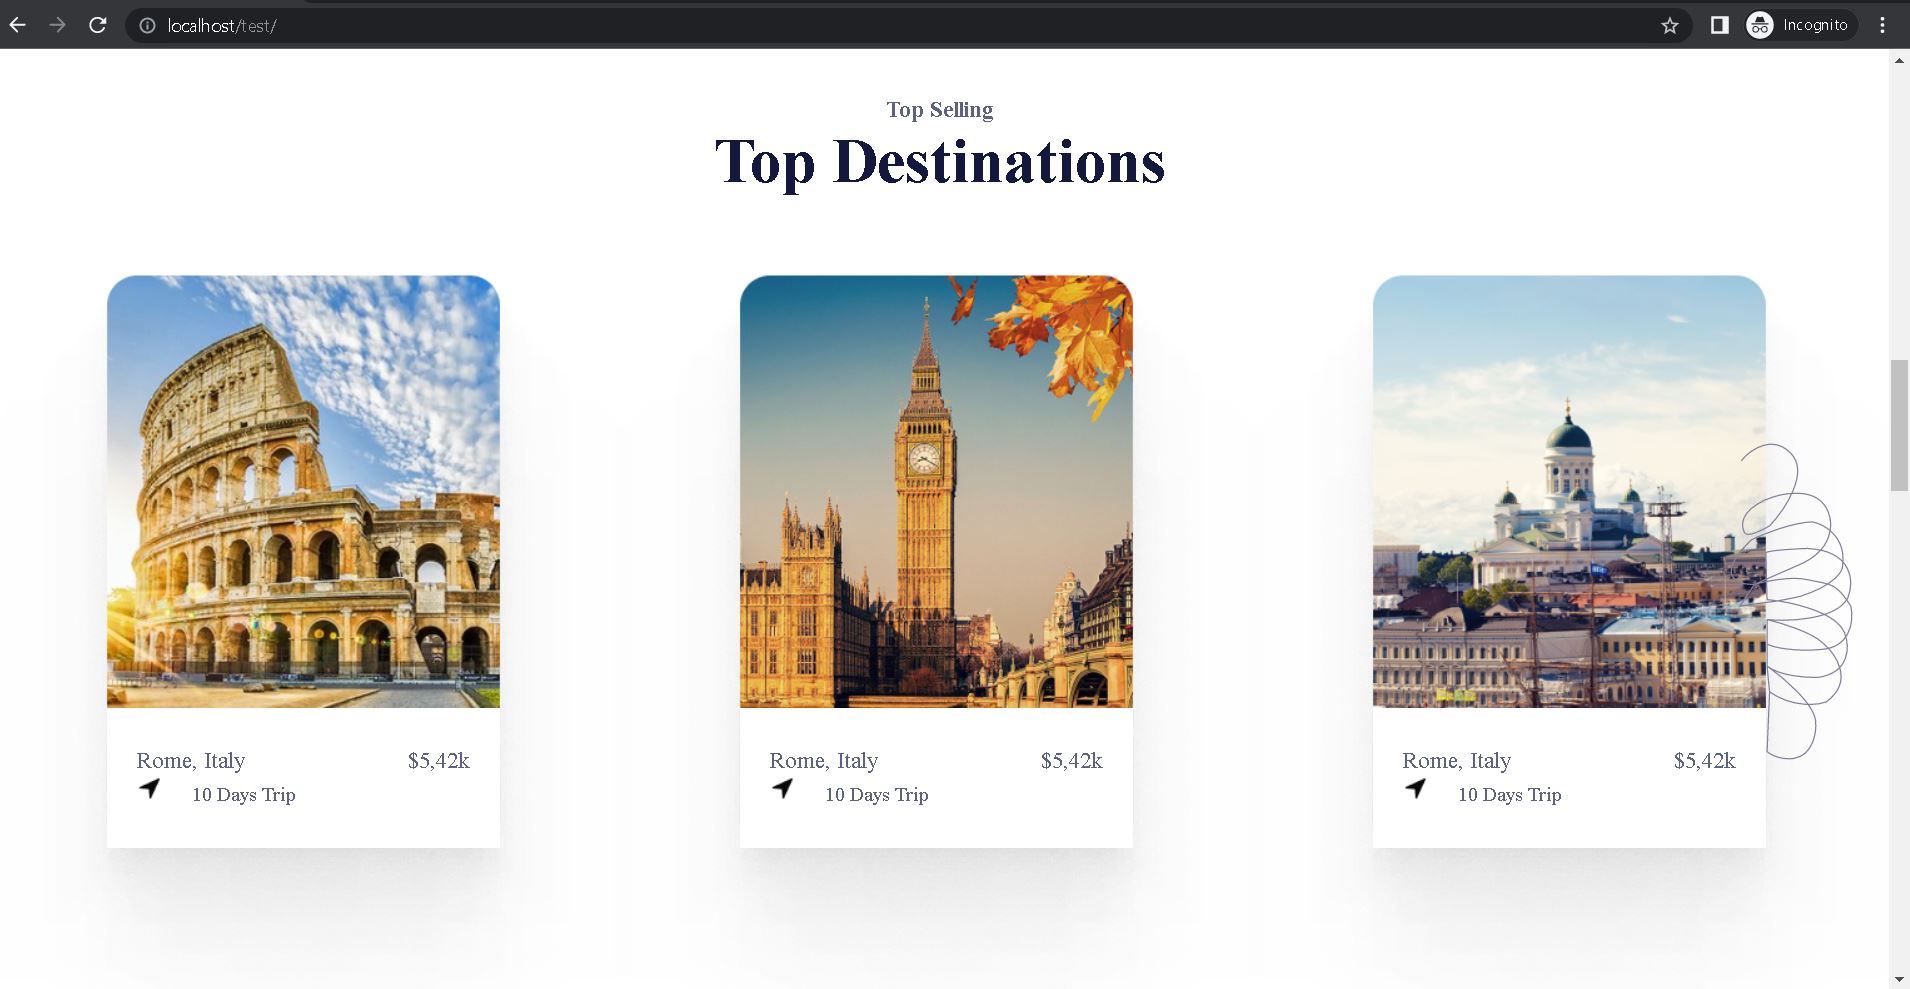 localhost/test/
Incognito
Top Selling
Top Destinations
Rome, Italy $5,42k
10 Days Trip
Rome, Italy $5,42k
10 Days Trip
Rome, Italy $5,42k
10 Days Trip